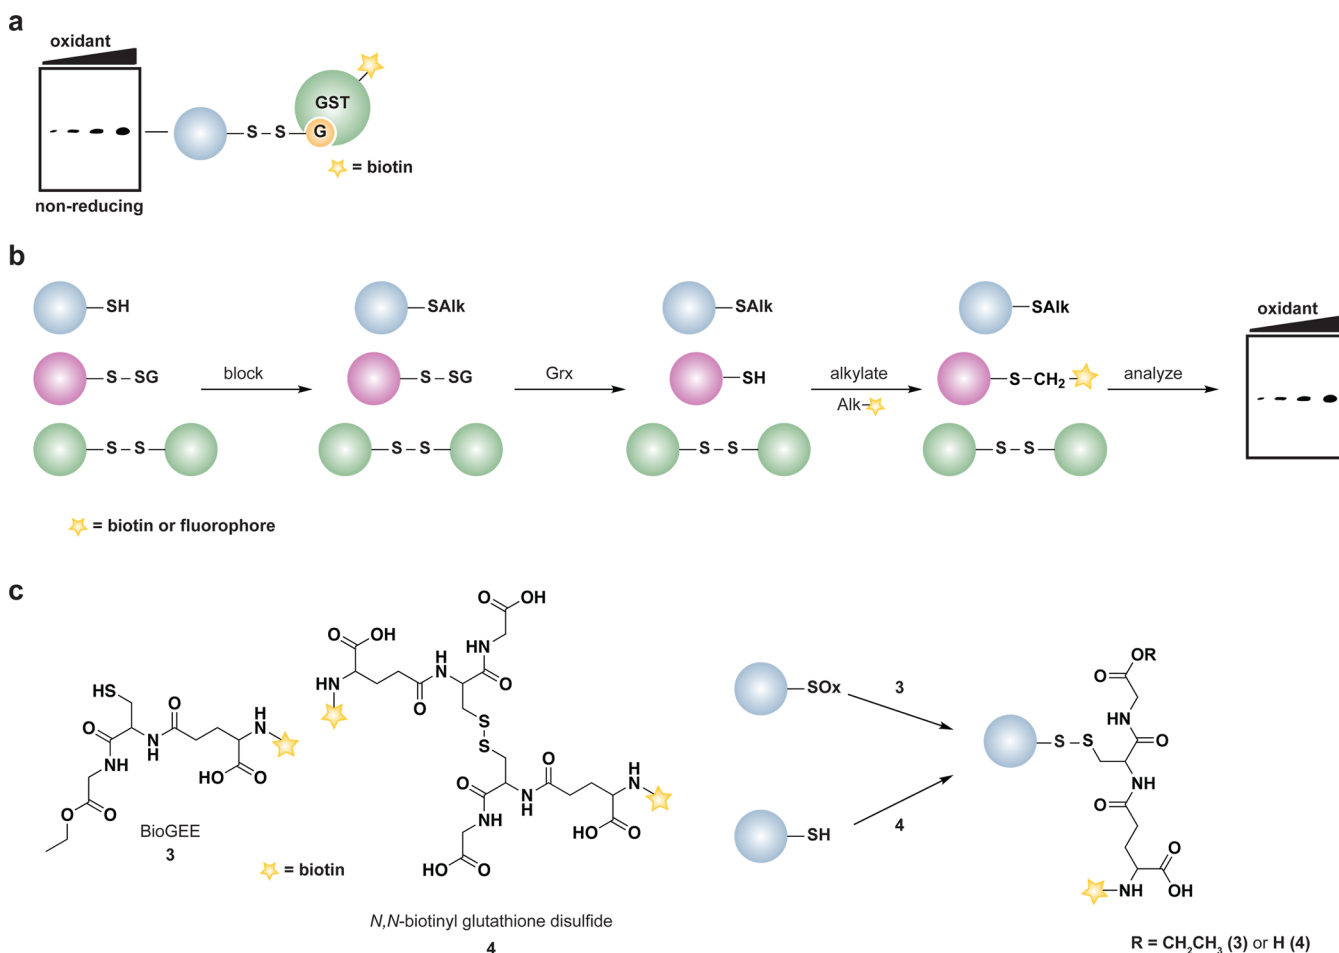 a
oxidant
GST
S S G
= biotin
non-reducing
b
SH SAlk SAlk SAlk oxidant
S SG block S SG Grx SH alkylate S CH2 analyze
Alk
S S S S S S S S
= biotin or fluorophore
c
O OH
O OH
HN O
H N
HN O
O
HS
O
H N
O N H
NH HO O
O
O
BioGEE
3
S
S
O H N
O N H
NH HO O
HO O
= biotin
N,N-biotinyl glutathione disulfide
4
SOx 3
SH 4
OR
O
HN
S S O
NH
O
O
NH OH
R = CH2CH3 (3) or H (4)